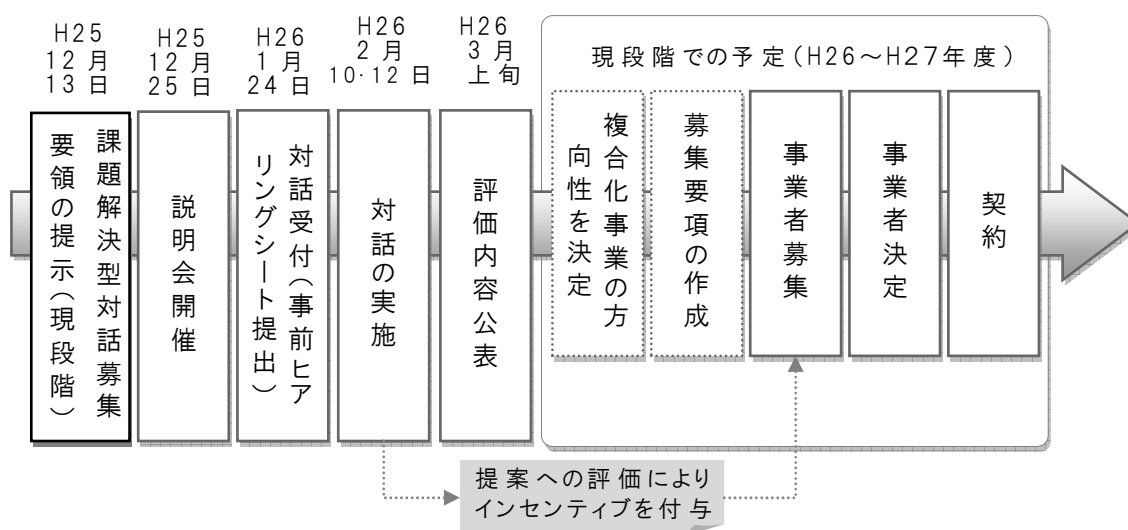 H25
12月
13日
H25
12月
25日
H26
1月
24日
H26
2月
10・12日
H26
3月
上旬
現段階での予定（H26～H27年度）
課題解決型対話募集
要領の提示（現段階）
説明会開催
対話受付（事前ヒア
リングシート提出）
対話の実施
評価内容公表
複合化事業の方
向性を決定
募集要項の作成
事業者募集
事業者決定
契約
提案への評価により
インセンティブを付与